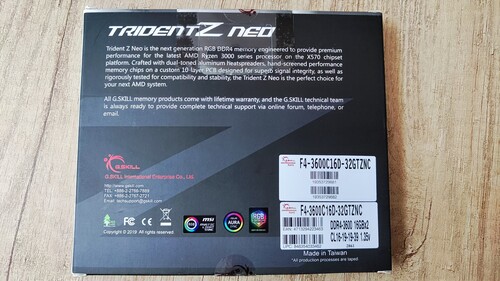 TRIDENT Z NEO
Trident Z Neo is the next generation RGB DDR4 memory engineered to provide premium
performance for the latest AMD Ryzen 3000 series processor on the X570 chipset
platform. Crafted with dual-toned aluminum heatspreaders, hand-screened performance
memory chips on a custom 10-layer PCB designed for superb signal integrity, as well as
rigorously tested for compatibility and stability, the Trident Z Neo is the perfect choice for
your next AMD system.
All G.SKILL memory products come with lifetime warranty, and the G.SKILL technical team
is always ready to provide complete technical support via online forum, telephone, or
email.
G.SKILL
G.SKILL International Enterprise Co., Ltd.
http://www.gskill.com
F4-3600C16D-32GTZNC
F4-3600C16D-32GTZNC
DDR4-3600 16GBx2
CL16-19-19-39 1.35v
msi
AURA
RGB
Copyright © 2019 All rights reserved.
Made in Taiwan
*All production processes are taped